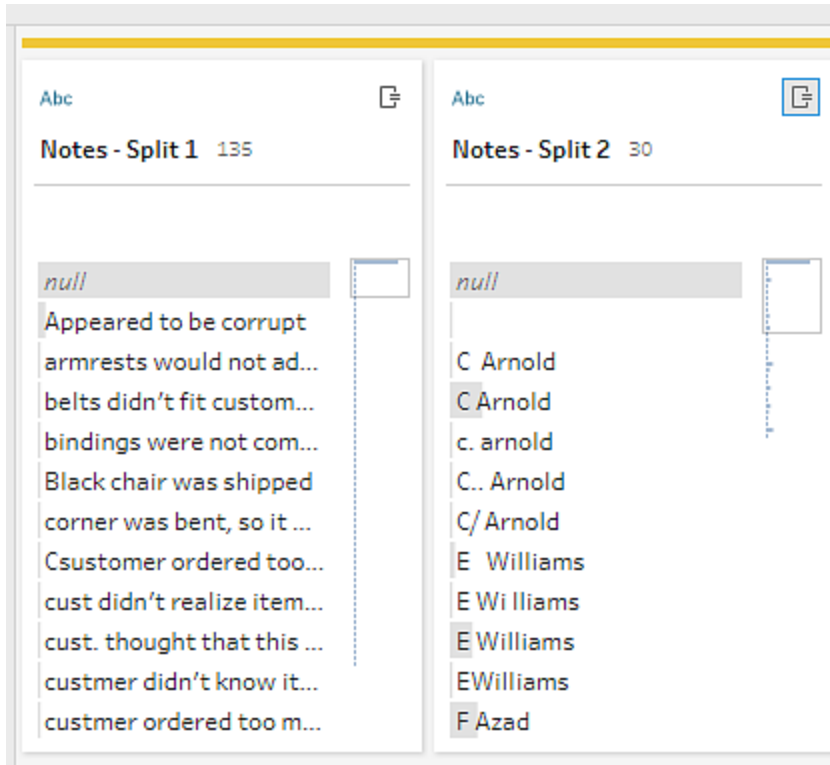 Abc
Notes - Split 1 135
null
Appeared to be corrupt
armrests would not ad...
belts didn't fit custom...
bindings were not com...
Black chair was shipped
corner was bent, so it ...
Csustomer ordered too...
cust didn't realize item...
cust. thought that this ...
custmer didn't know it...
custmer ordered too m...
Abc
Notes - Split 2 30
null
C  Arnold
C Arnold
c. arnold
C.. Arnold
C/ Arnold
E   Williams
E Wi lliams
E Williams
EWilliams
F Azad